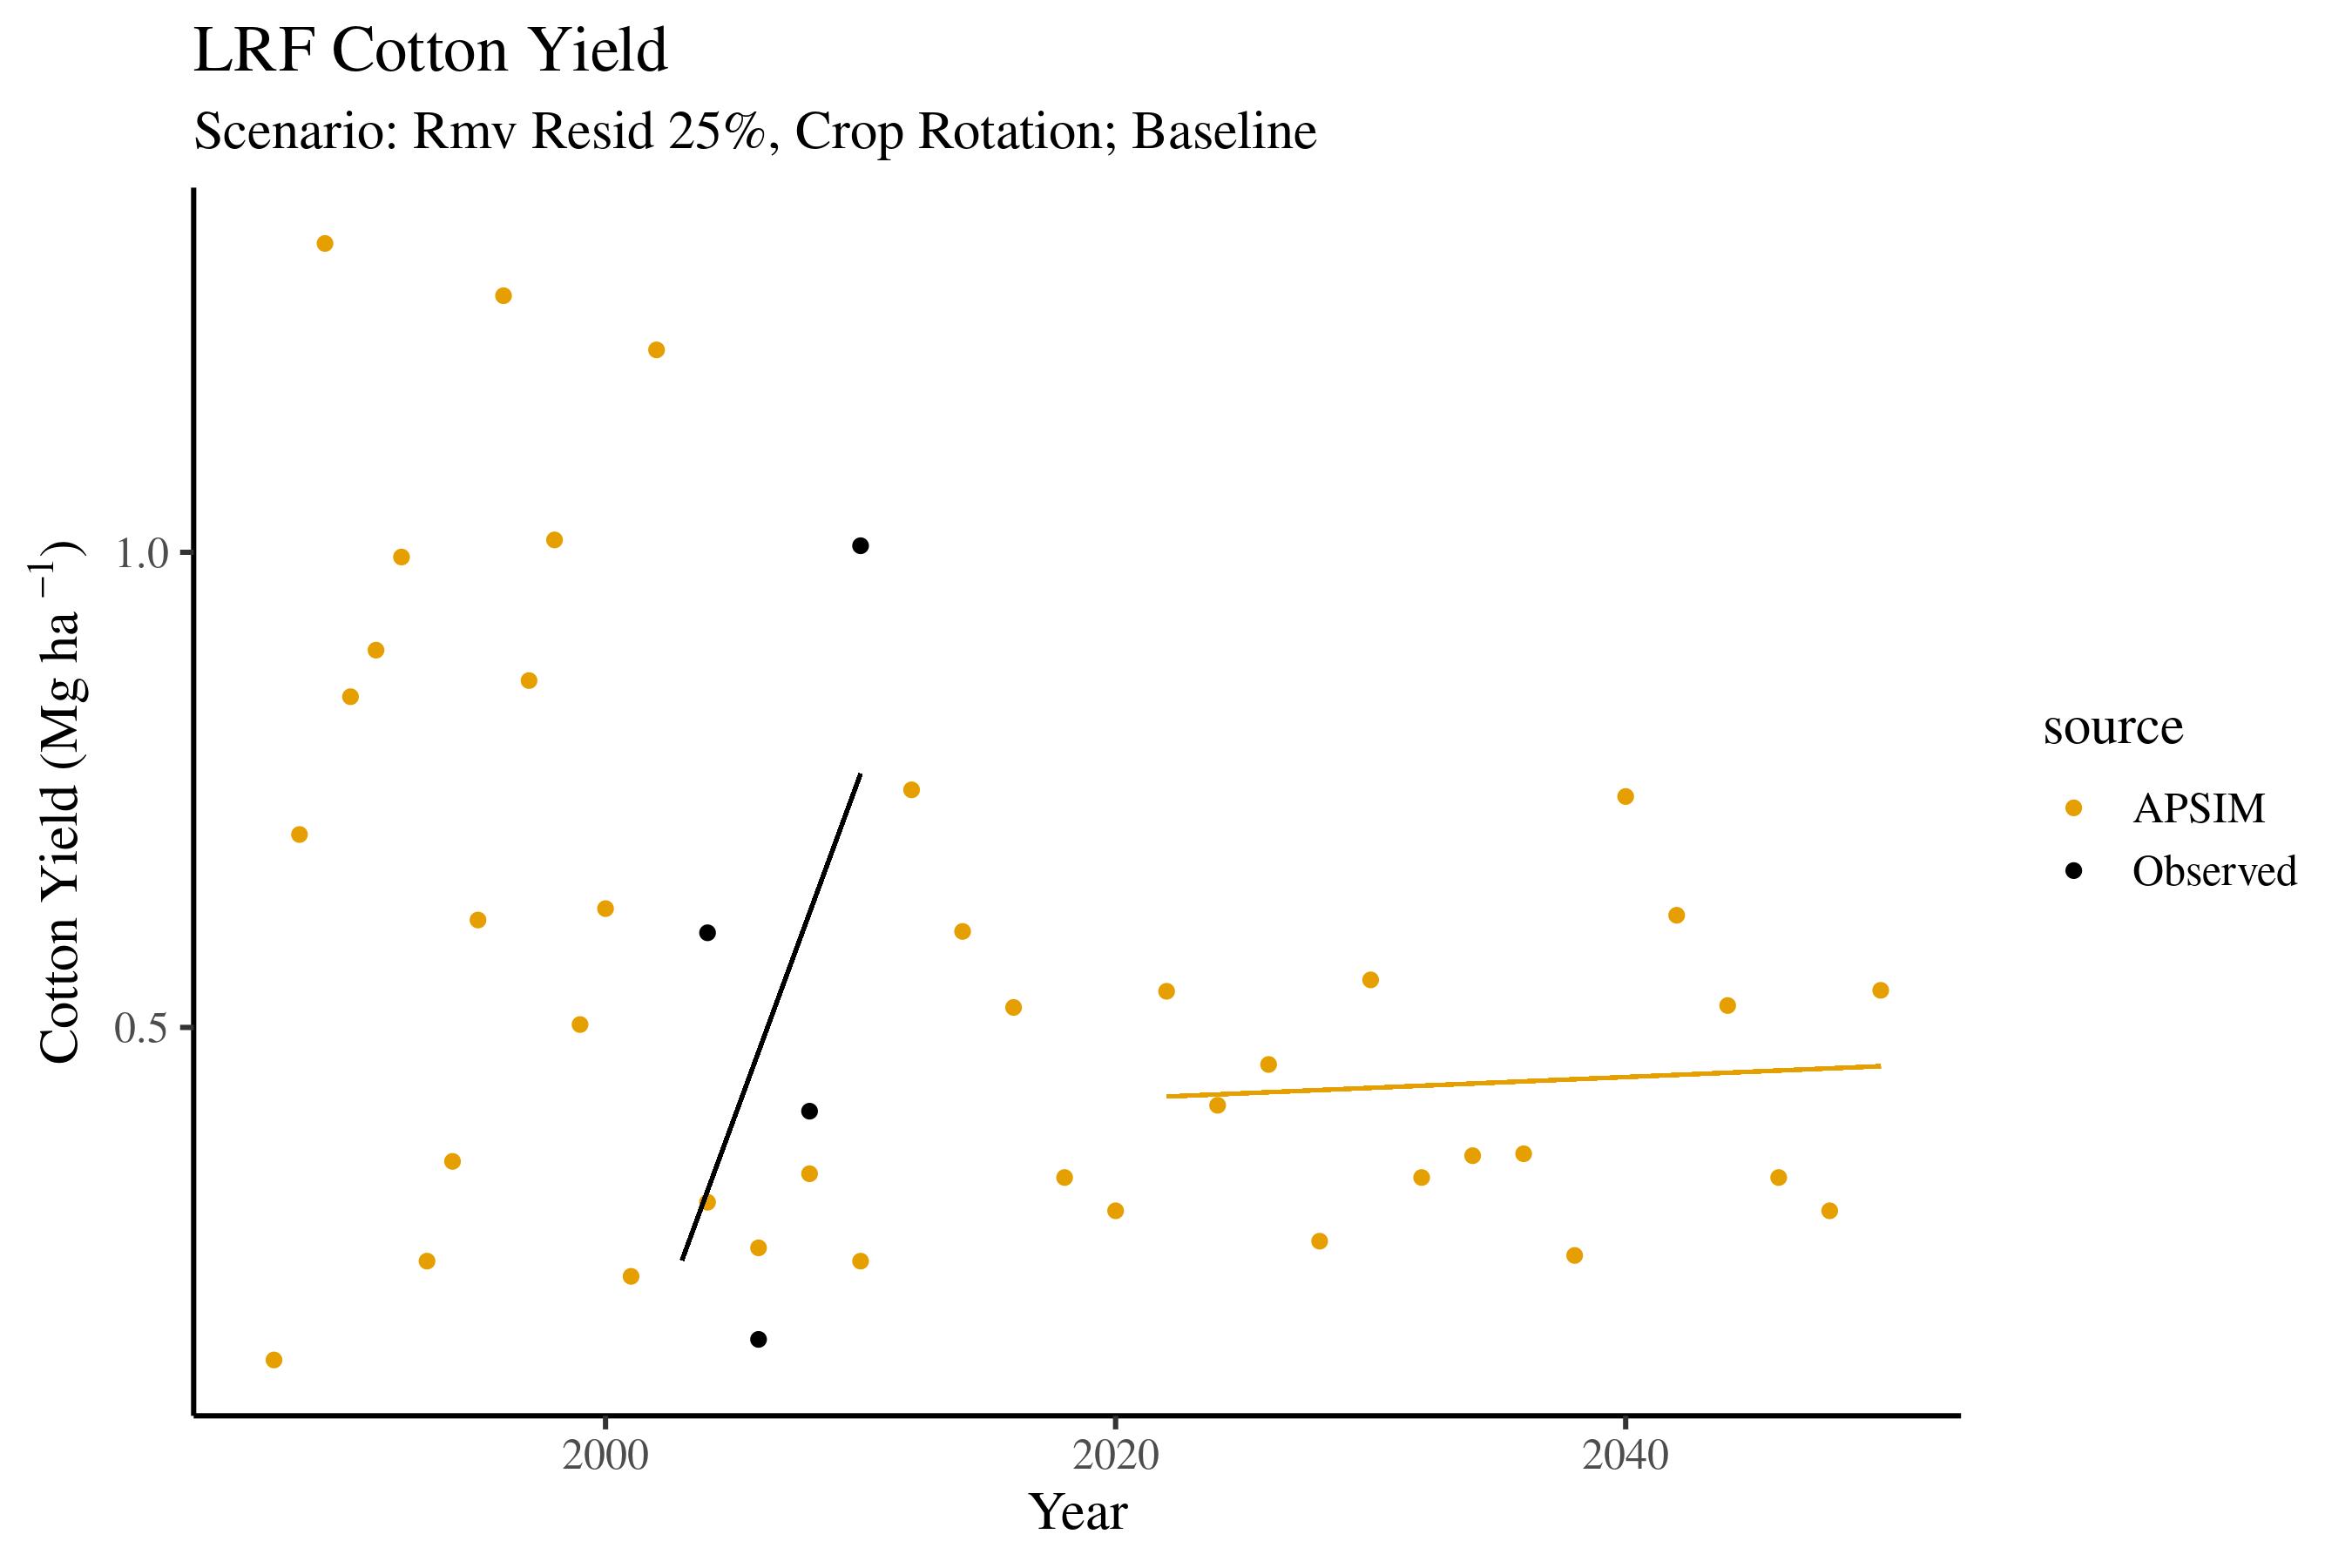 LRF Cotton Yield
Scenario: Rmv Resid 25%, Crop Rotation; Baseline
Cotton Yield (Mg ha −1)
1.0
0.5
2000
2020
2040
Year
source
APSIM
Observed